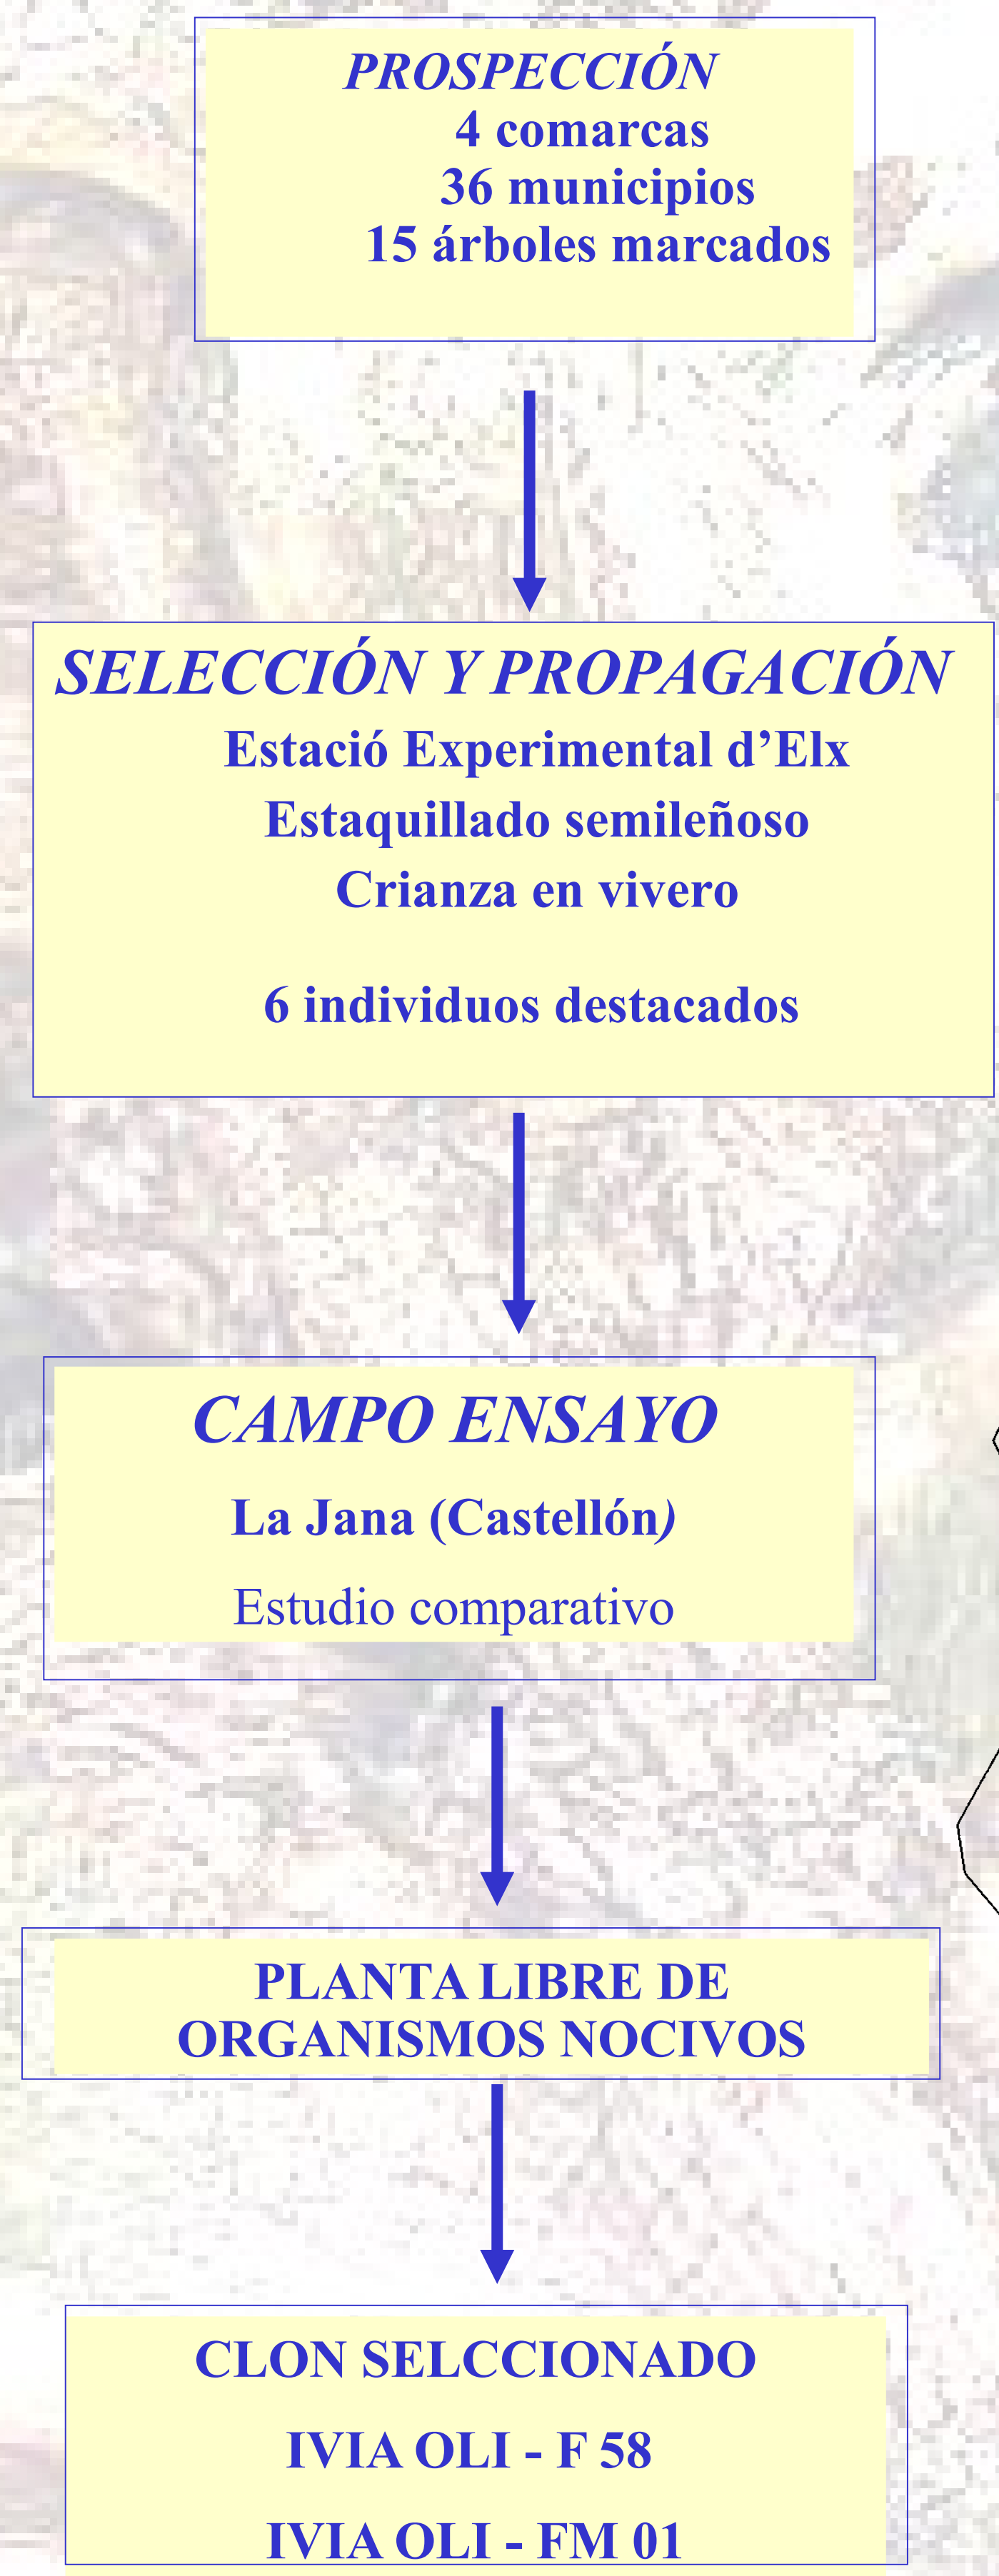 PROSPECCIÓN
4 comarcas
36 municipios
15 árboles marcados
SELECCIÓN Y PROPAGACIÓN
Estació Experimental d’Elx
Estaquillado semileñoso
Crianza en vivero
6 individuos destacados
CAMPO ENSAYO
La Jana (Castellón)
Estudio comparativo
PLANTA LIBRE DE
ORGANISMOS NOCIVOS
CLON SELCCIONADO
IVIA OLI - F 58
IVIA OLI - FM 01